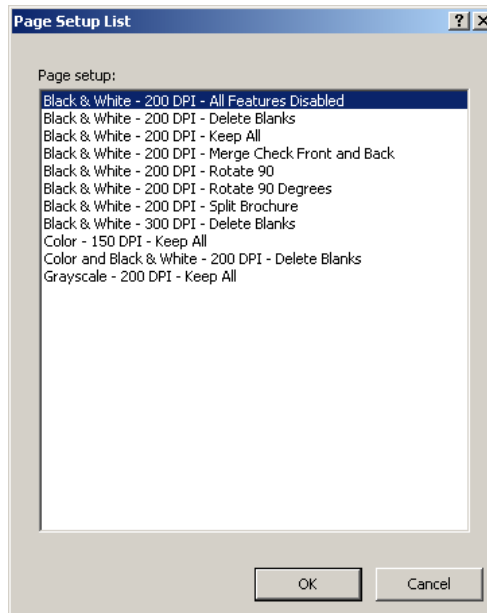 Page Setup List
Page setup:
Black & White - 200 DPI - All Features Disabled
Black & White - 200 DPI - Delete Blanks
Black & White - 200 DPI - Keep All
Black & White - 200 DPI - Merge Check Front and Back
Black & White - 200 DPI - Rotate 90
Black & White - 200 DPI - Rotate 90 Degrees
Black & White - 200 DPI - Split Brochure
Black & White - 300 DPI - Delete Blanks
Color - 150 DPI - Keep All
Color and Black & White - 200 DPI - Delete Blanks
Grayscale - 200 DPI - Keep All
OK Cancel